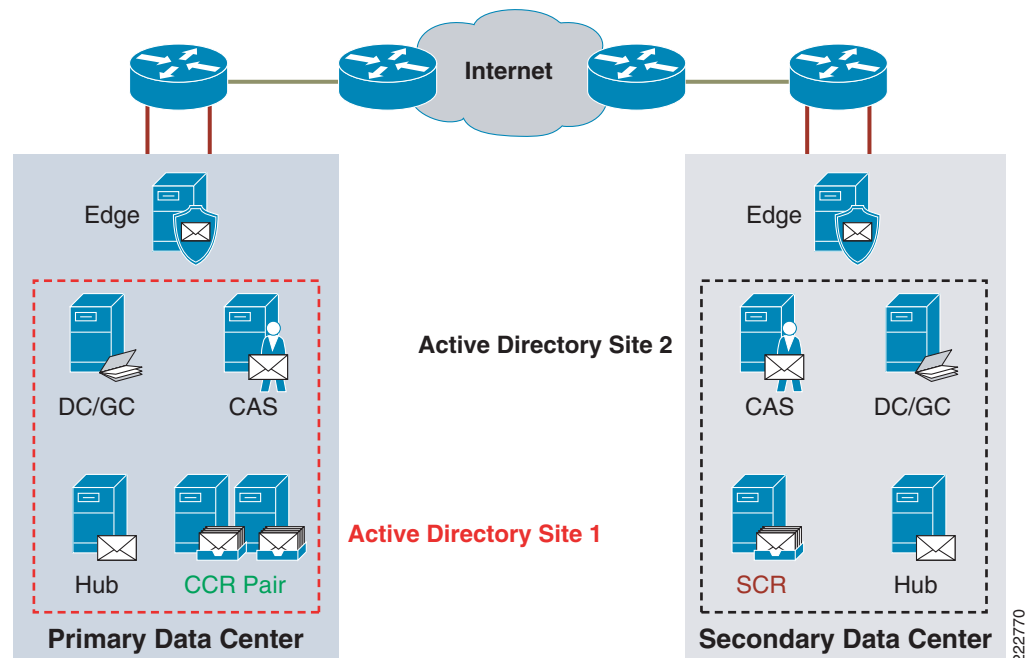 Internet
Edge
Edge
DC/GC
CAS
Active Directory Site 2
CAS
DC/GC
Active Directory Site 1
Hub
CCR Pair
SCR
Hub
Primary Data Center
Secondary Data Center
222770